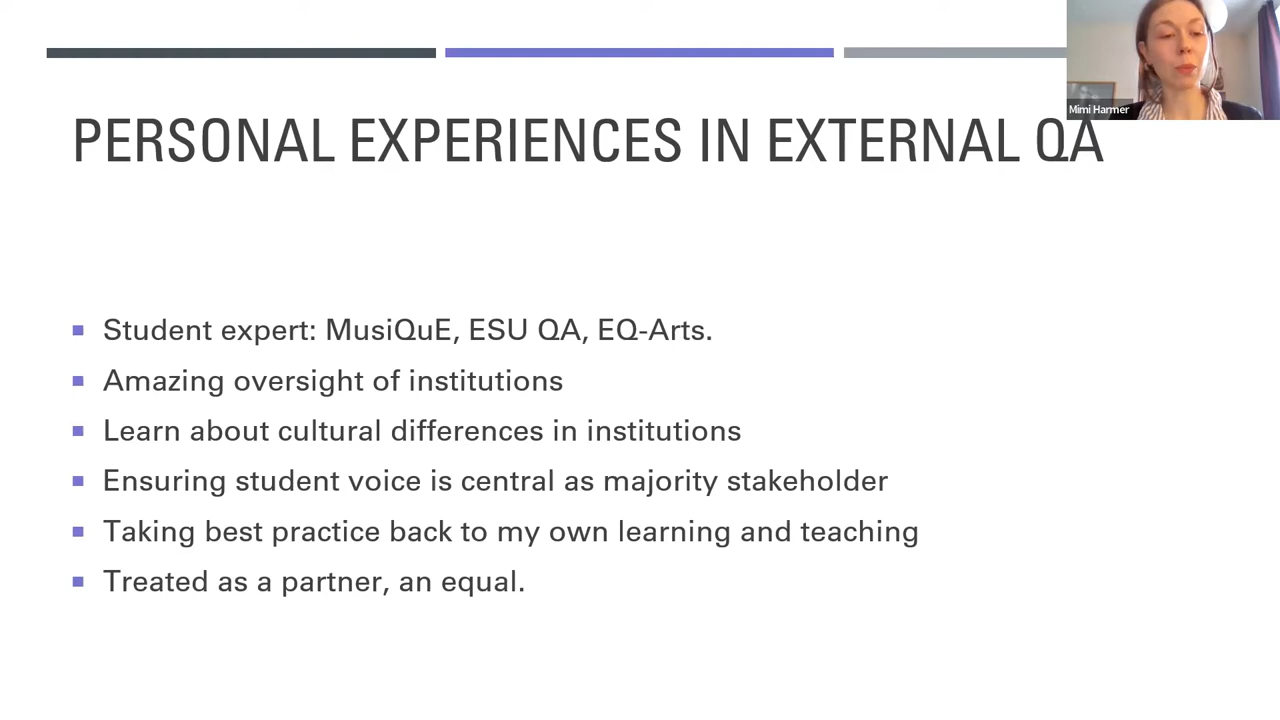 Mimi Harmer
PERSONAL EXPERIENCES IN EXTERNAL QA
Student expert: MusiQuE, ESU QA, EQ-Arts.
Amazing oversight of institutions
Learn about cultural differences in institutions
Ensuring student voice is central as majority stakeholder
Taking best practice back to my own learning and teaching
Treated as a partner, an equal.